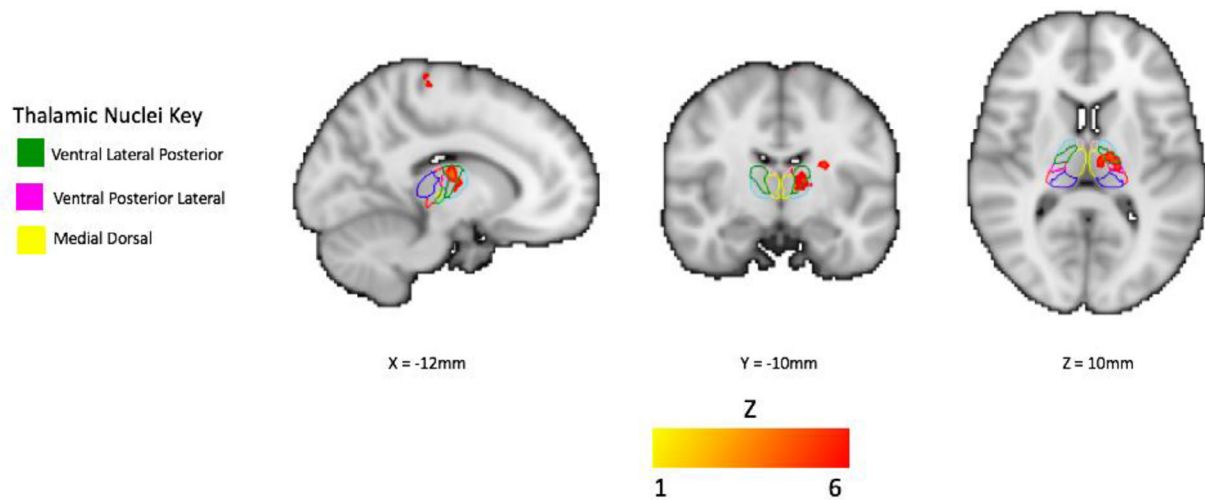 Thalamic Nuclei Key
Ventral Lateral Posterior
Ventral Posterior Lateral
Medial Dorsal
X = -12mm
Y = -10mm
Z = 10mm
Z
1
6